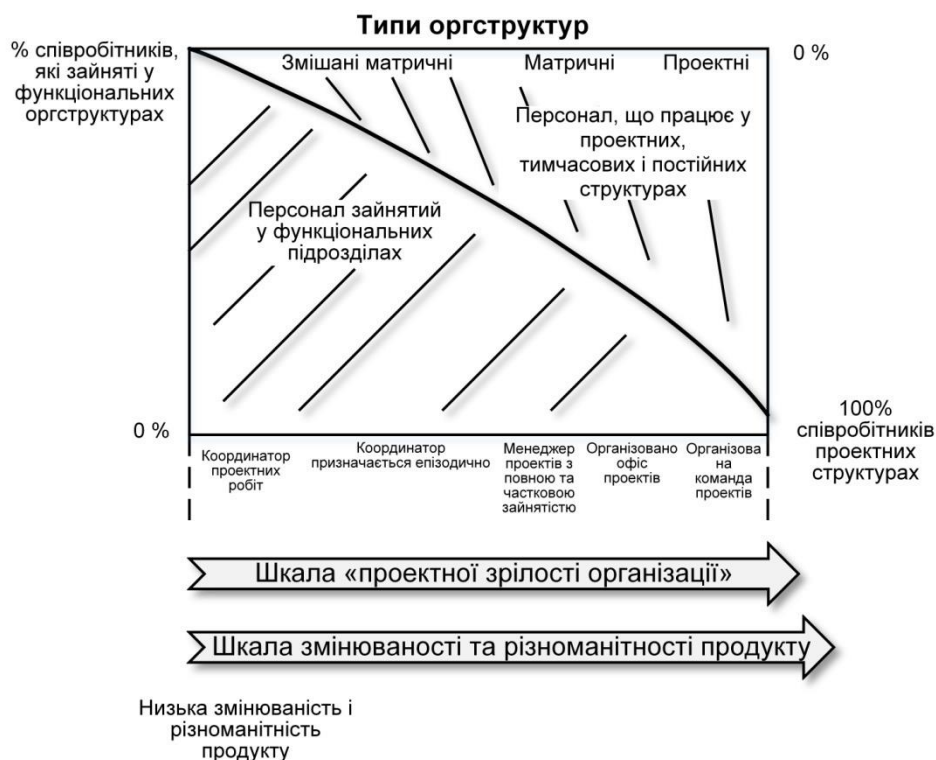 Типи оргструктур
% співробітників,
які зайняті у
функціональних
оргструктурах
Змішані матричні
Матричні
Проектні
0 %
Персонал, що працює у
проектних,
тимчасових і постійних
структурах
Персонал зайнятий
у функціональних
підрозділах
0 %
100%
співробітників
проектних
структурах
Координатор
проектних
робіт
Координатор
призначається епізодично
Менеджер
проектів з
повною та
частковою
зайнятістю
Організовано
офіс
проектів
Організова
на
команда
проектів
Шкала «проектної зрілості організації»
Шкала змінюваності та різноманітності продукту
Низька змінюваність і
різноманітність
продукту